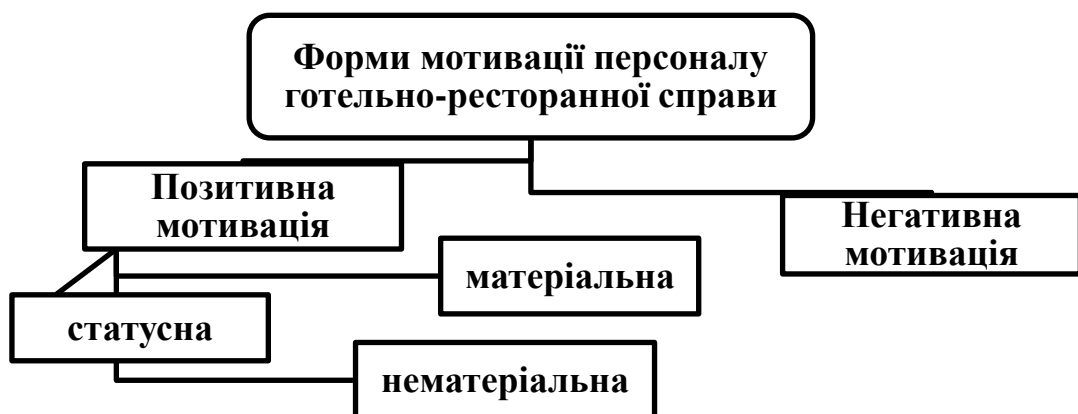 Форми мотивації персоналу
готельно-ресторанної справи
Позитивна
мотивація
Негативна
мотивація
матеріальна
статусна
нематеріальна